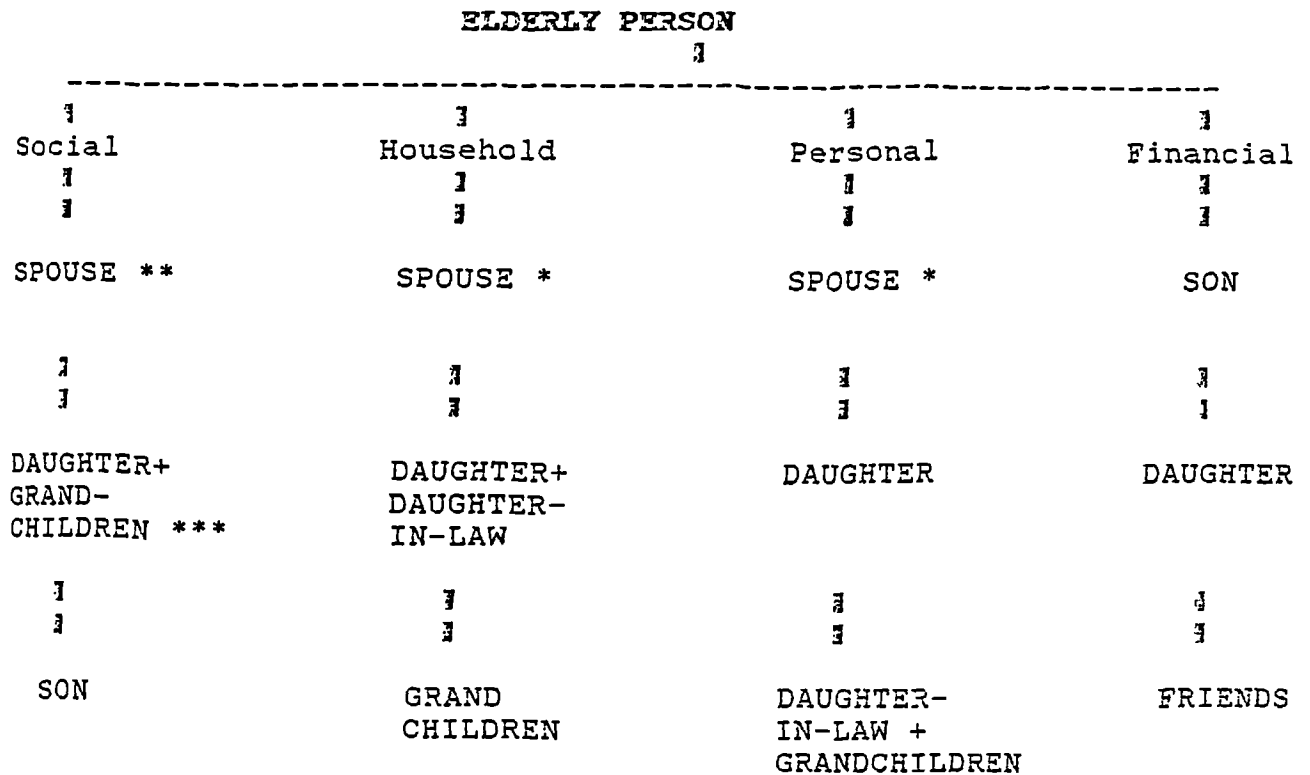 ELDERLY PERSON
Social Household Personal Financial
SPOUSE ** SPOUSE * SPOUSE * SON
DAUGHTER+ DAUGHTER+ DAUGHTER DAUGHTER
GRAND- DAUGHTER-
CHILDREN *** IN-LAW
SON GRAND DAUGHTER- FRIENDS
CHILDREN IN-LAW +
GRANDCHILDREN